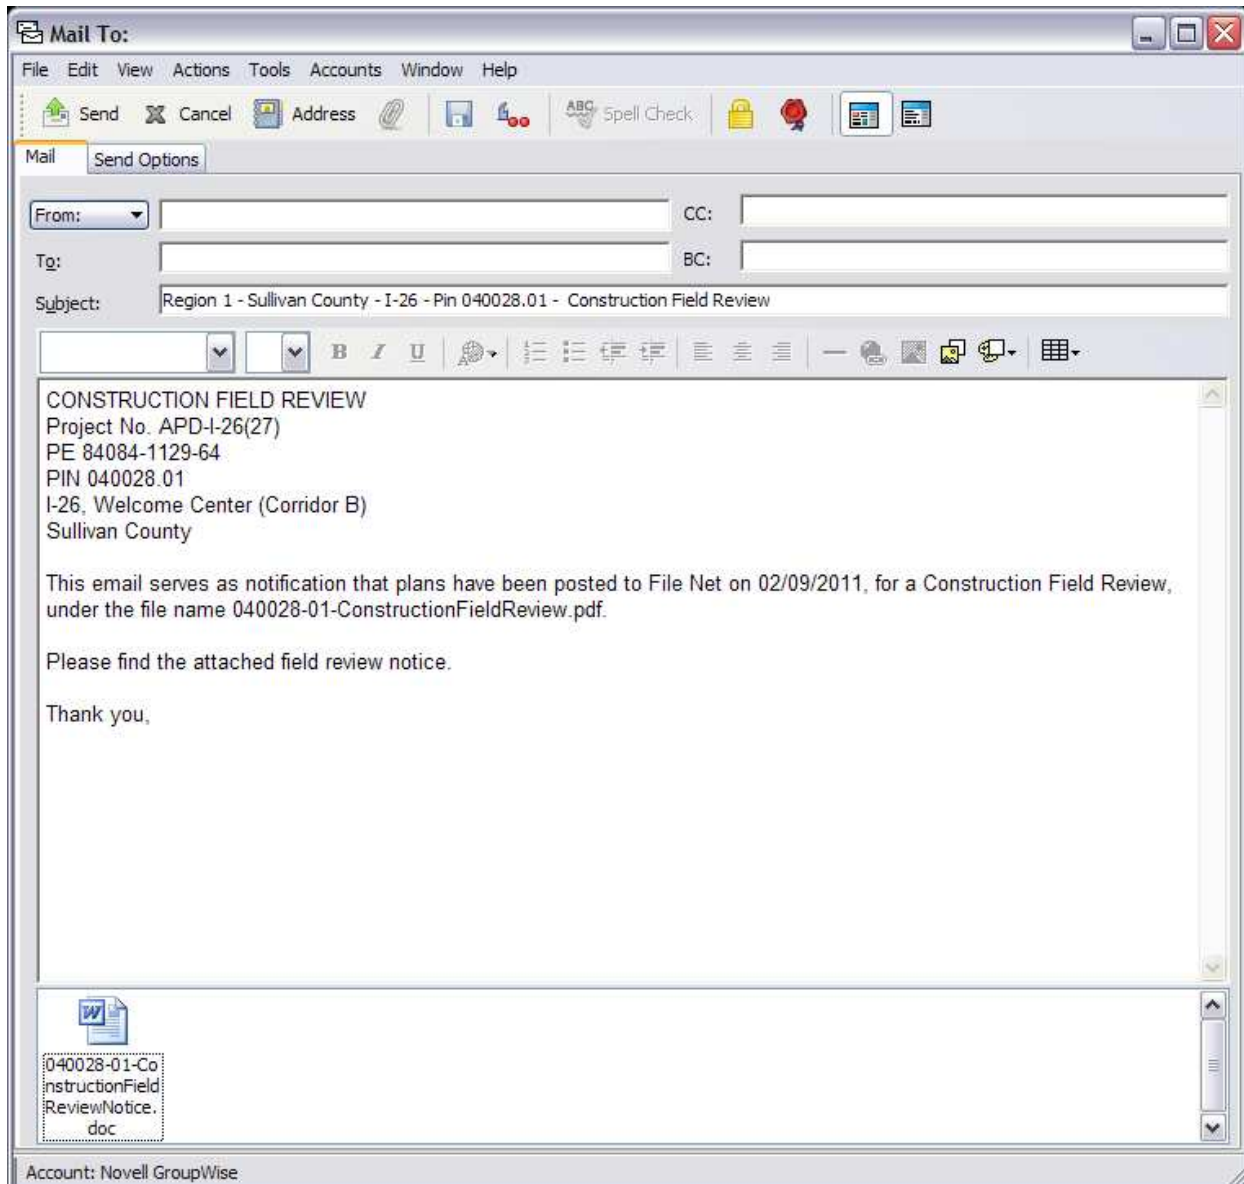 Mail To:
File Edit View Actions Tools Accounts Window Help
Send Cancel Address ABC Spell Check
Mail Send Options
From: CC:
To: BC:
Subject: Region 1 - Sullivan County - I-26 - Pin 040028.01 - Construction Field Review
B I U
CONSTRUCTION FIELD REVIEW
Project No. APD-I-26(27)
PE 84084-1129-64
PIN 040028.01
I-26, Welcome Center (Corridor B)
Sullivan County
This email serves as notification that plans have been posted to File Net on 02/09/2011, for a Construction Field Review,
under the file name 040028-01-ConstructionFieldReview.pdf.
Please find the attached field review notice.
Thank you,
040028-01-Co
nstructionField
ReviewNotice.
doc
Account: Novell GroupWise